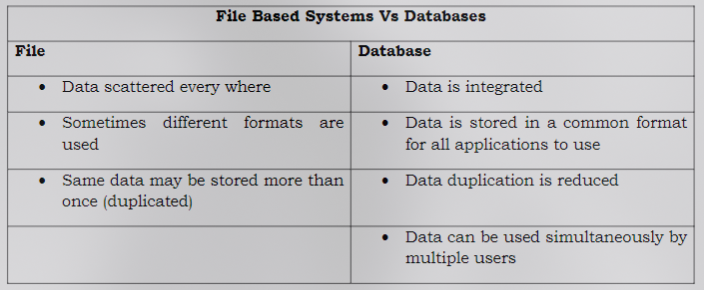 File Based Systems Vs Databases
File
Database
• Data scattered every where
• Data is integrated
• Sometimes different formats are
used
• Data is stored in a common format
for all applications to use
• Same data may be stored more than
once (duplicated)
• Data duplication is reduced
• Data can be used simultaneously by
multiple users